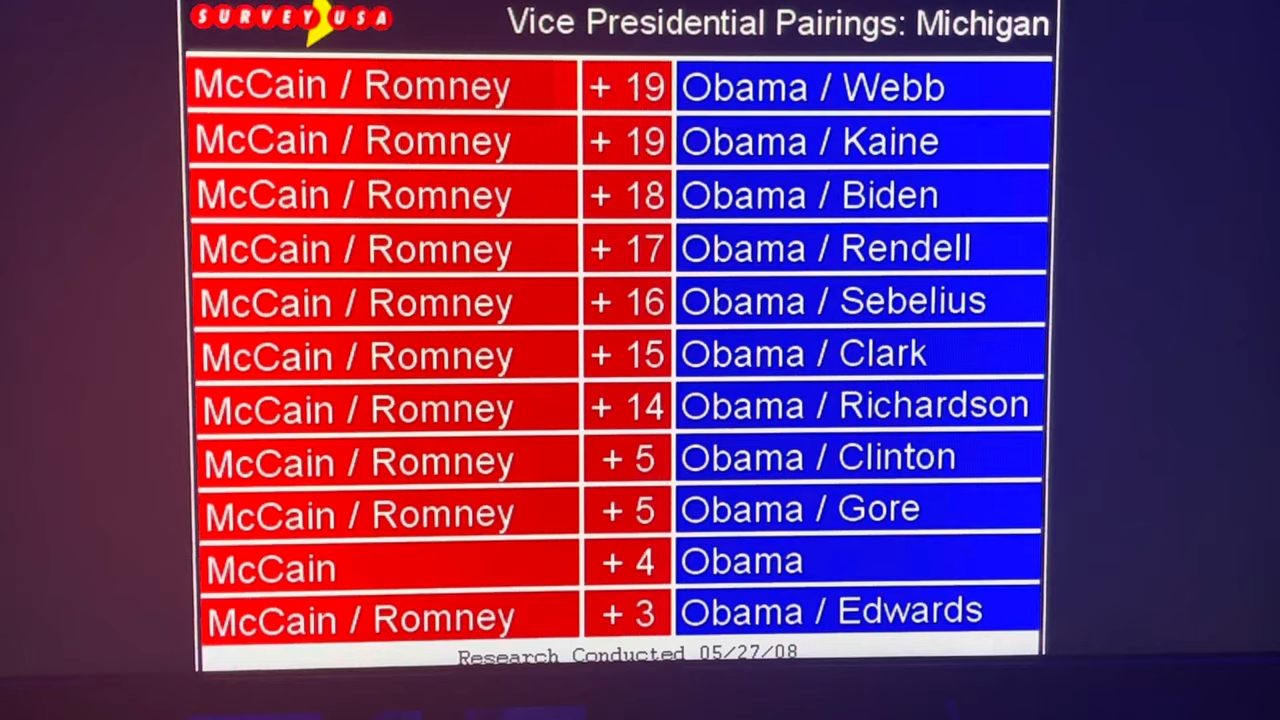 SURVEY USA
Vice Presidential Pairings: Michigan
McCain / Romney + 19 Obama / Webb
McCain / Romney + 19 Obama / Kaine
McCain / Romney + 18 Obama / Biden
McCain / Romney + 17 Obama / Rendell
McCain / Romney + 16 Obama / Sebelius
McCain / Romney + 15 Obama / Clark
McCain / Romney + 14 Obama / Richardson
McCain / Romney + 5 Obama / Clinton
McCain / Romney + 5 Obama / Gore
McCain + 4 Obama
McCain / Romney + 3 Obama / Edwards
Research Conducted 05/27/08